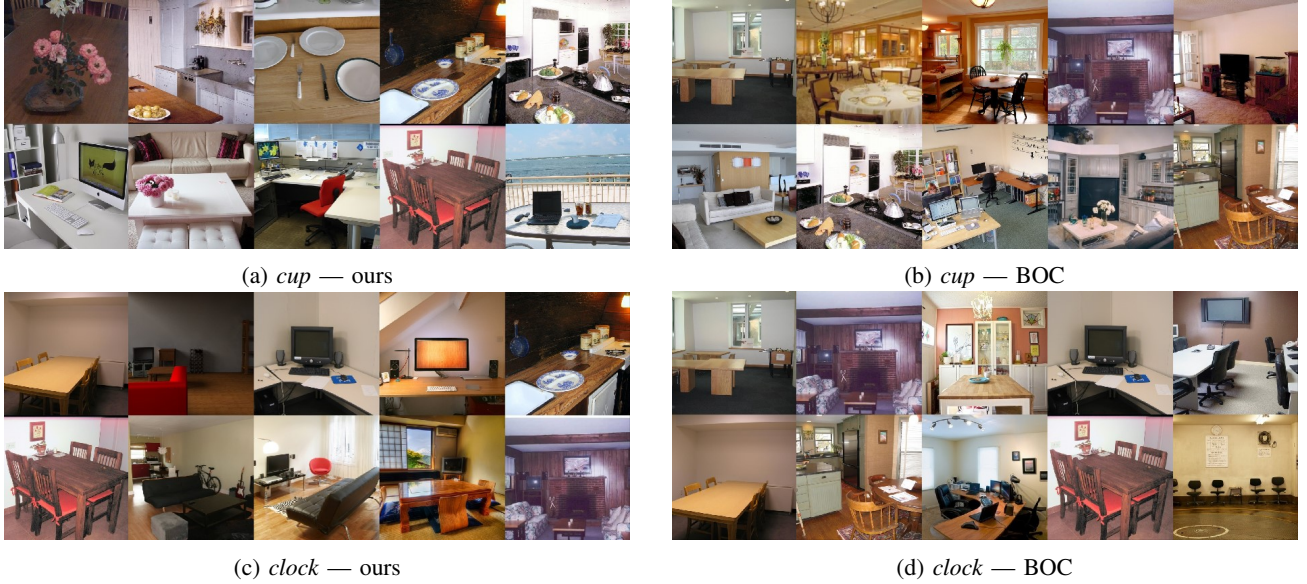 (a) cup — ours
(b) cup — BOC
(c) clock — ours
(d) clock — BOC